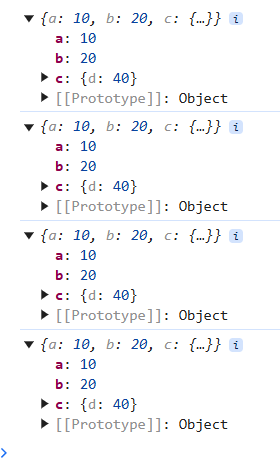 ▼ {a: 10, b: 20, c: {…}} i
a: 10
b: 20
▶ c: {d: 40}
▶ [[Prototype]]: Object
▼ {a: 10, b: 20, c: {…}} i
a: 10
b: 20
▶ c: {d: 40}
▶ [[Prototype]]: Object
▼ {a: 10, b: 20, c: {…}} i
a: 10
b: 20
▶ c: {d: 40}
▶ [[Prototype]]: Object
▼ {a: 10, b: 20, c: {…}} i
a: 10
b: 20
▶ c: {d: 40}
▶ [[Prototype]]: Object
>